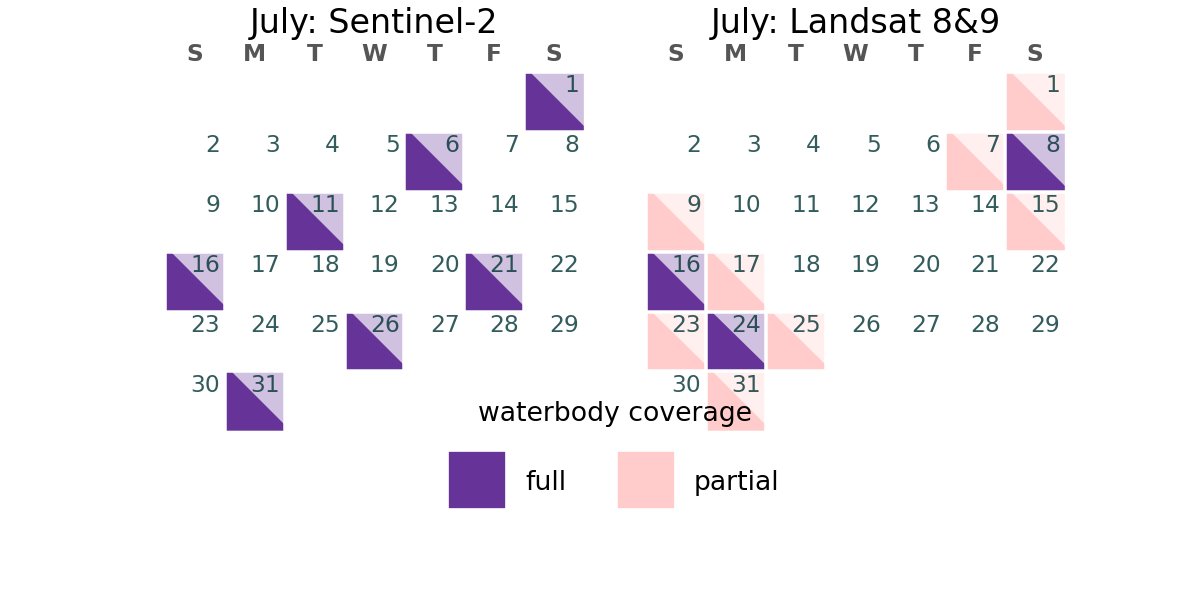 July: Sentinel-2
S M T W T F S
1
2 3 4 5 6 7 8
9 10 11 12 13 14 15
16 17 18 19 20 21 22
23 24 25 26 27 28 29
30 31
July: Landsat 8&9
S M T W T F S
1
2 3 4 5 6 7 8
9 10 11 12 13 14 15
16 17 18 19 20 21 22
23 24 25 26 27 28 29
30 31
waterbody coverage
full partial